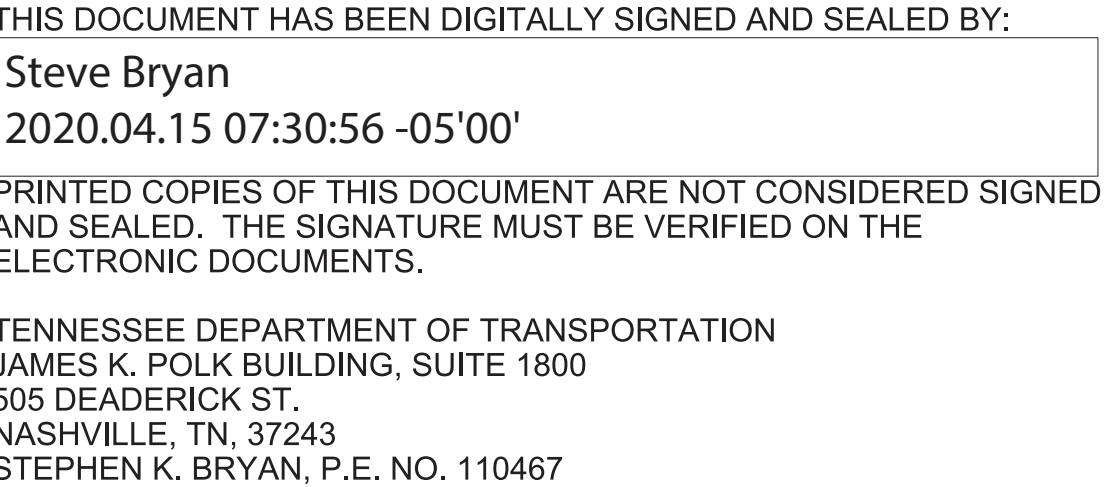 THIS DOCUMENT HAS BEEN DIGITALLY SIGNED AND SEALED BY:
Steve Bryan
2020.04.15 07:30:56 -05'00'
PRINTED COPIES OF THIS DOCUMENT ARE NOT CONSIDERED SIGNED
AND SEALED.  THE SIGNATURE MUST BE VERIFIED ON THE
ELECTRONIC DOCUMENTS.
TENNESSEE DEPARTMENT OF TRANSPORTATION
JAMES K. POLK BUILDING, SUITE 1800
505 DEADERICK ST.
NASHVILLE, TN, 37243
STEPHEN K. BRYAN, P.E. NO. 110467